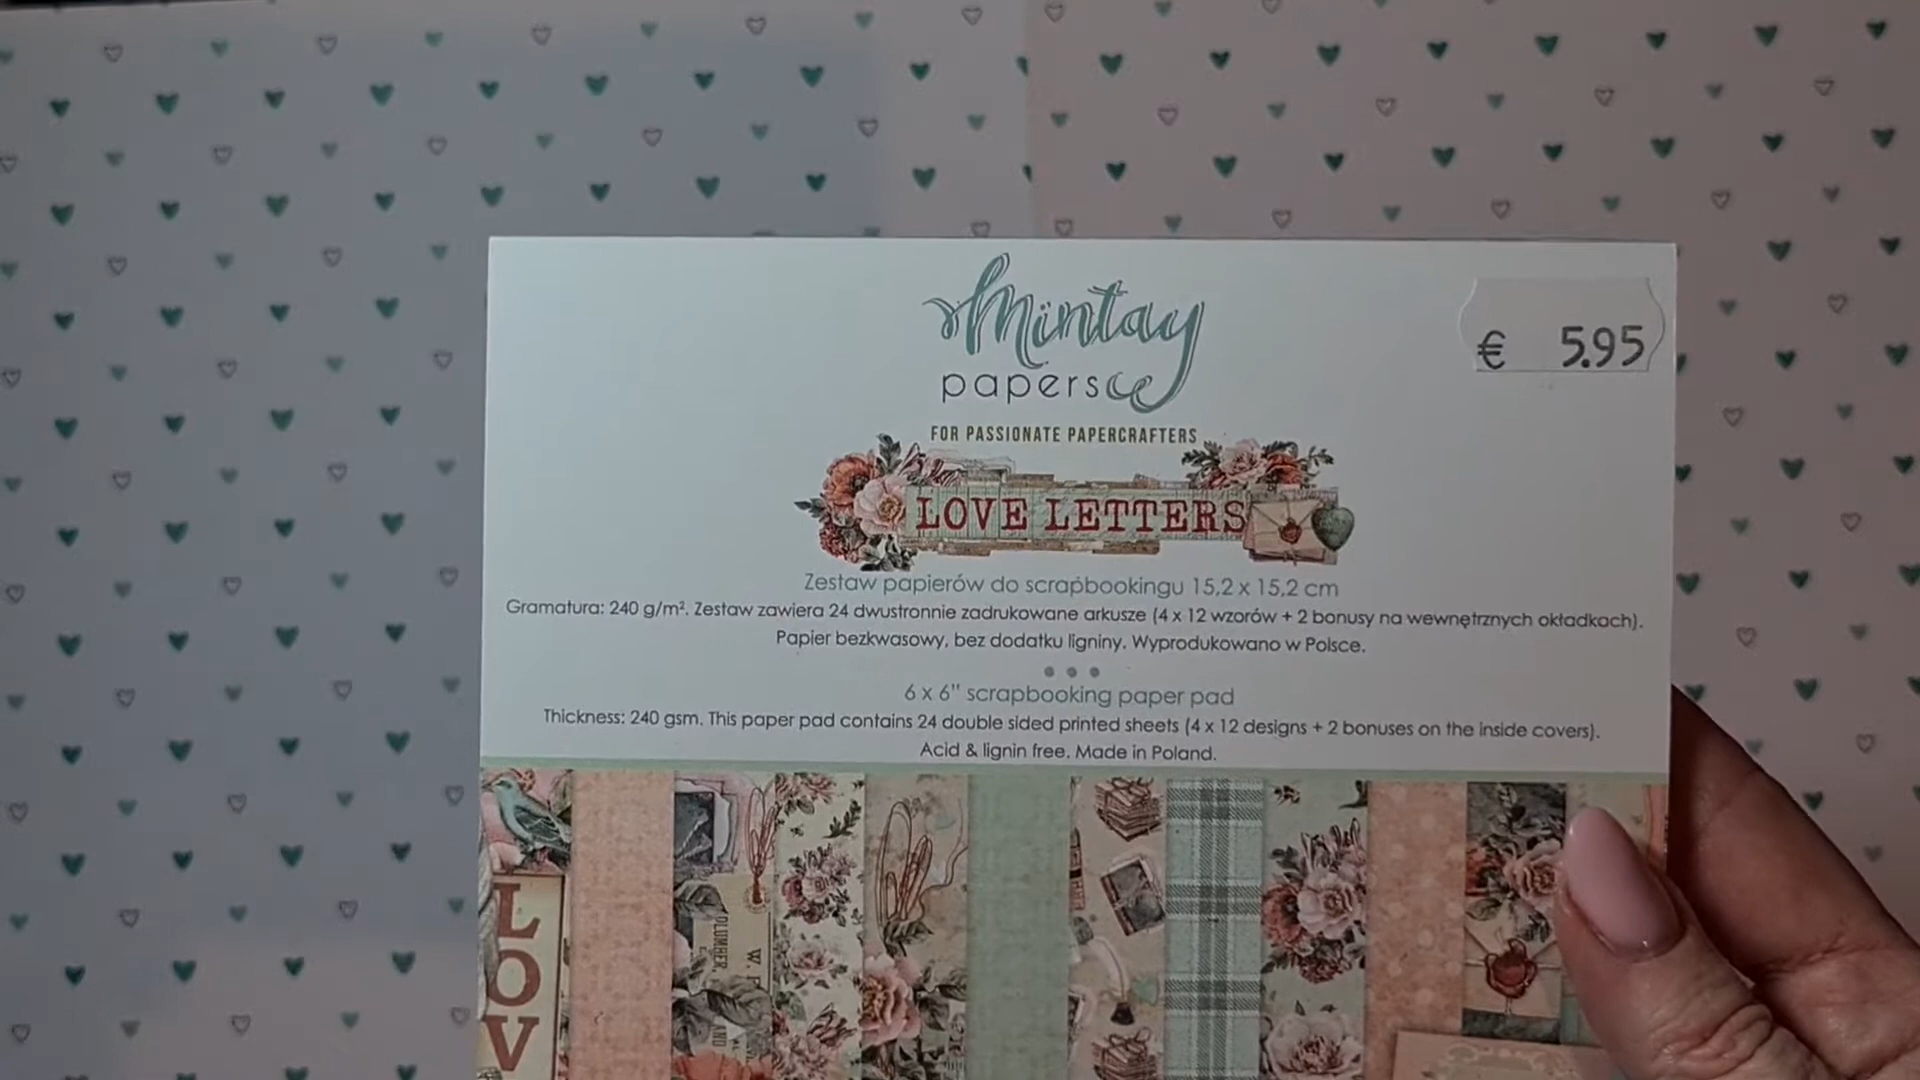 Mintay
papers
€ 5.95
FOR PASSIONATE PAPERCRAFTERS
LOVE LETTERS
Zestaw papierów do scrapbookingu 15,2 x 15,2 cm
Gramatura: 240 g/m². Zestaw zawiera 24 dwustronnie zadrukowane arkusze (4 x 12 wzorów + 2 bonusy na wewnętrznych okładkach).
Papier bezkwasowy, bez dodatku ligniny. Wyprodukowano w Polsce.
6 x 6" scrapbooking paper pad
Thickness: 240 gsm. This paper pad contains 24 double sided printed sheets (4 x 12 designs + 2 bonuses on the inside covers).
Acid & lignin free. Made in Poland.
LOV